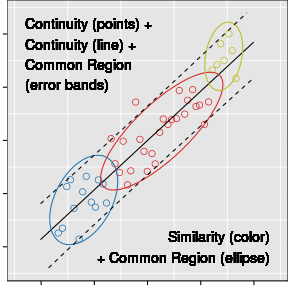 Continuity (points) +
Continuity (line) +
Common Region
(error bands)
Similarity (color)
+ Common Region (ellipse)